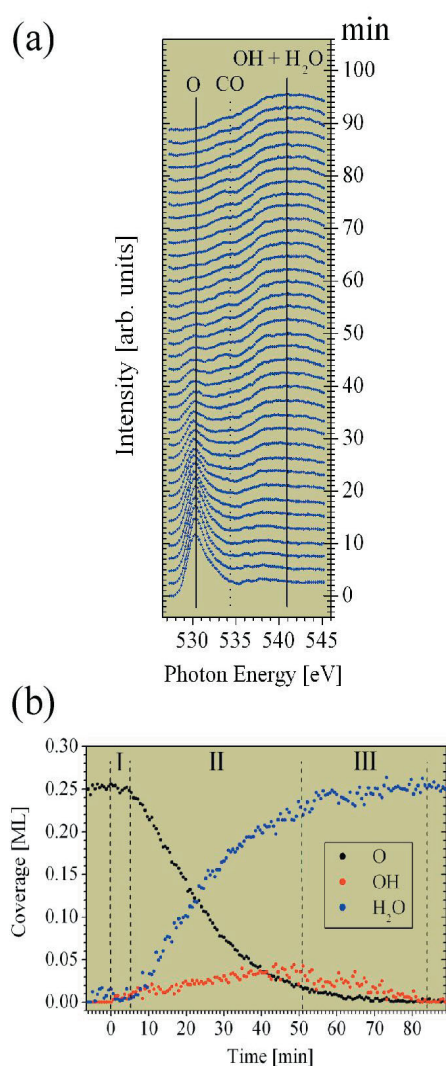 (a)
min
OH + H₂O
O CO
100
90
80
70
60
50
40
30
20
10
0
Intensity [arb. units]
530 535 540 545
Photon Energy [eV]
(b)
I II III
0.30
0.25
0.20
0.15
0.10
0.05
0.00
Coverage [ML]
O
OH
H₂O
0 10 20 30 40 50 60 70 80
Time [min]